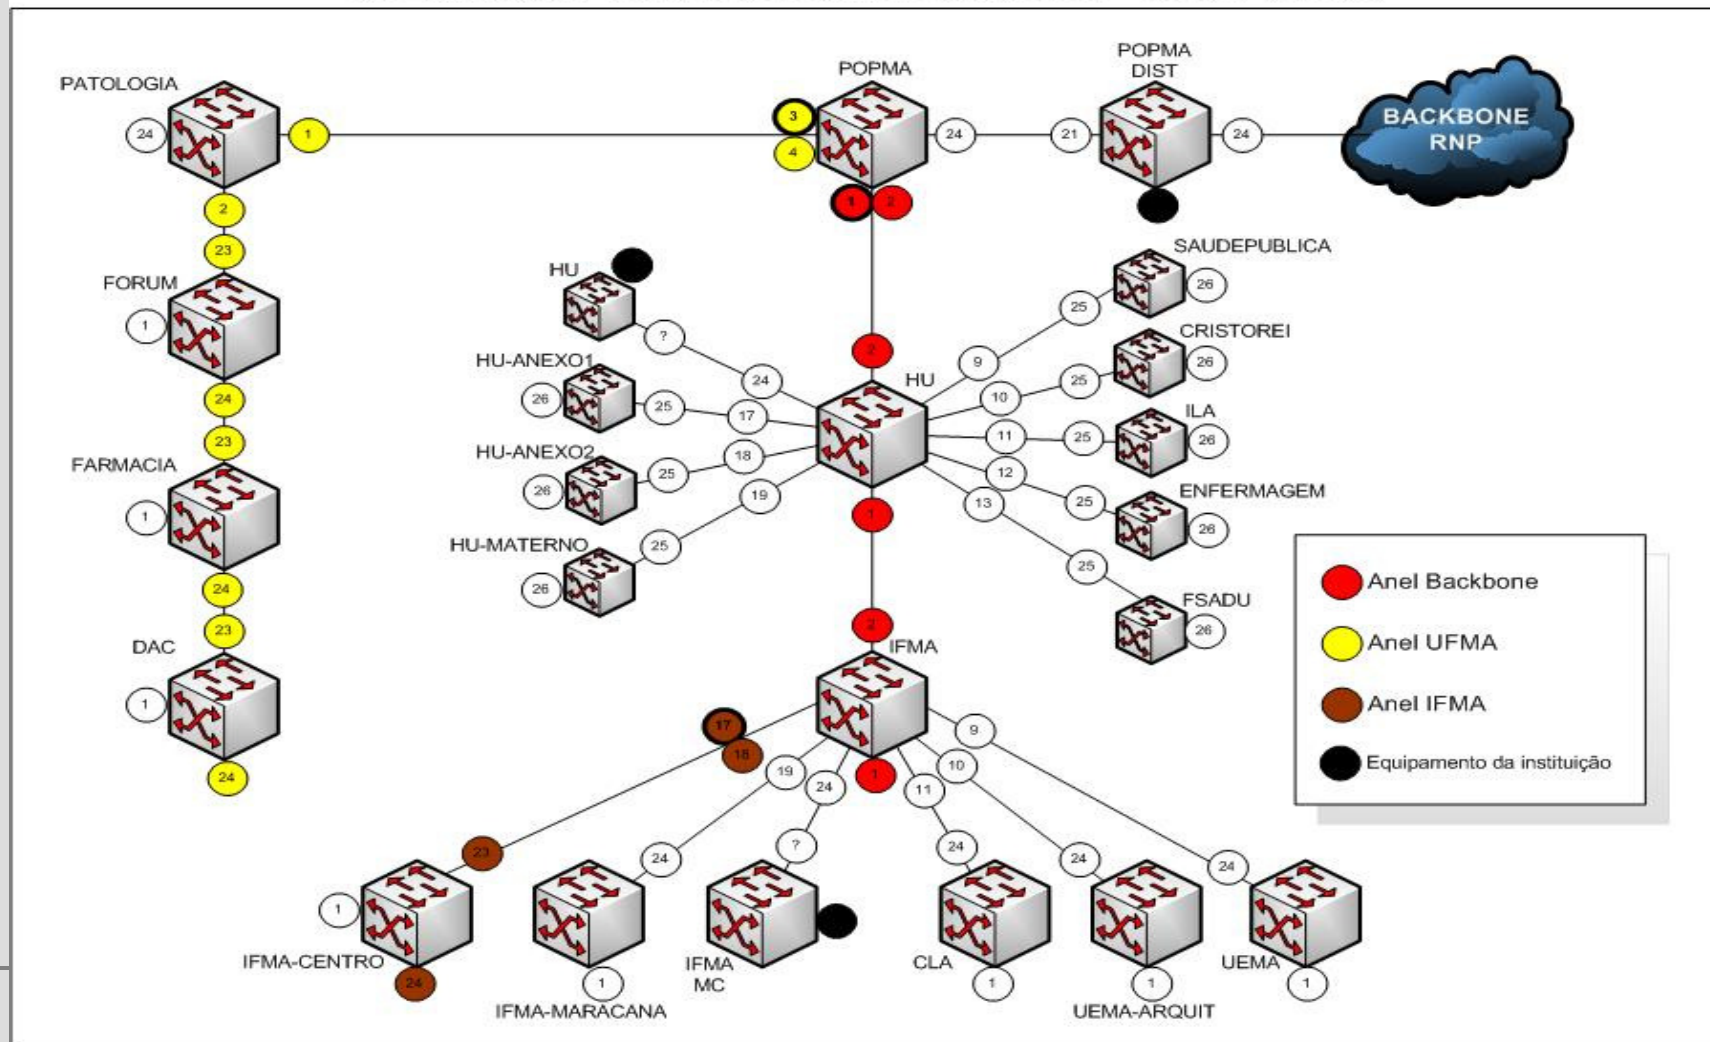 POPMA
DIST
POPMA
PATOLOGIA
BACKBONE
RNP
3
24
1
4
24
21
24
1
2
2
23
SAUDEPUBLICA
HU
FORUM
26
25
1
?
CRISTOREI
2
HU-ANEXO1
9
26
HU
24
25
10
24
26
25
17
ILA
11
25
26
23
HU-ANEXO2
18
FARMACIA
12
25
26
19
ENFERMAGEM
13
25
1
1
26
HU-MATERNO
25
25
26
24
FSADU
2
26
23
DAC
IFMA
1
17
9
18
19
10
24
1
24
11
?
23
24
24
24
24
1
IFMA-CENTRO
24
IFMA-MARACANA
1
IFMA
MC
CLA
1
UEMA-ARQUIT
1
UEMA
1
Anel Backbone
Anel UFMA
Anel IFMA
Equipamento da instituição